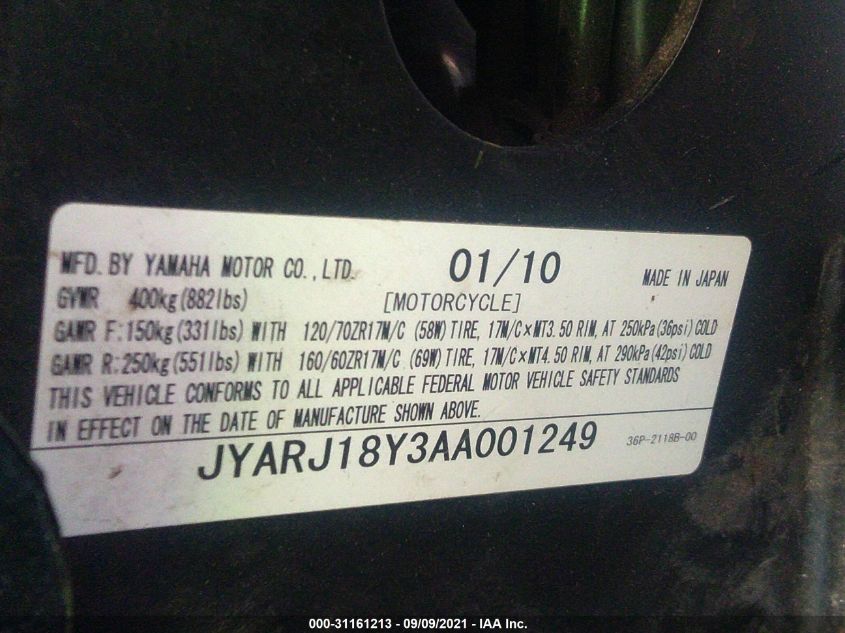 MFD. BY YAMAHA MOTOR CO.,LTD. 01/10 MADE IN JAPAN
GVWR 400kg(882lbs) [MOTORCYCLE]
GAWR F:150kg(331lbs) WITH 120/70ZR17M/C (58W) TIRE, 17M/C×MT3.50 RIM, AT 250kPa(36psi) COLD
GAWR R:250kg(551lbs) WITH 160/60ZR17M/C (69W) TIRE, 17M/C×MT4.50 RIM, AT 290kPa(42psi) COLD
THIS VEHICLE CONFORMS TO ALL APPLICABLE FEDERAL MOTOR VEHICLE SAFETY STANDARDS
IN EFFECT ON THE DATE OF MANUFACTURE SHOWN ABOVE.
JYARJ18Y3AA001249 36P-2118B-00
000-31161213 - 09/09/2021 - IAA Inc.